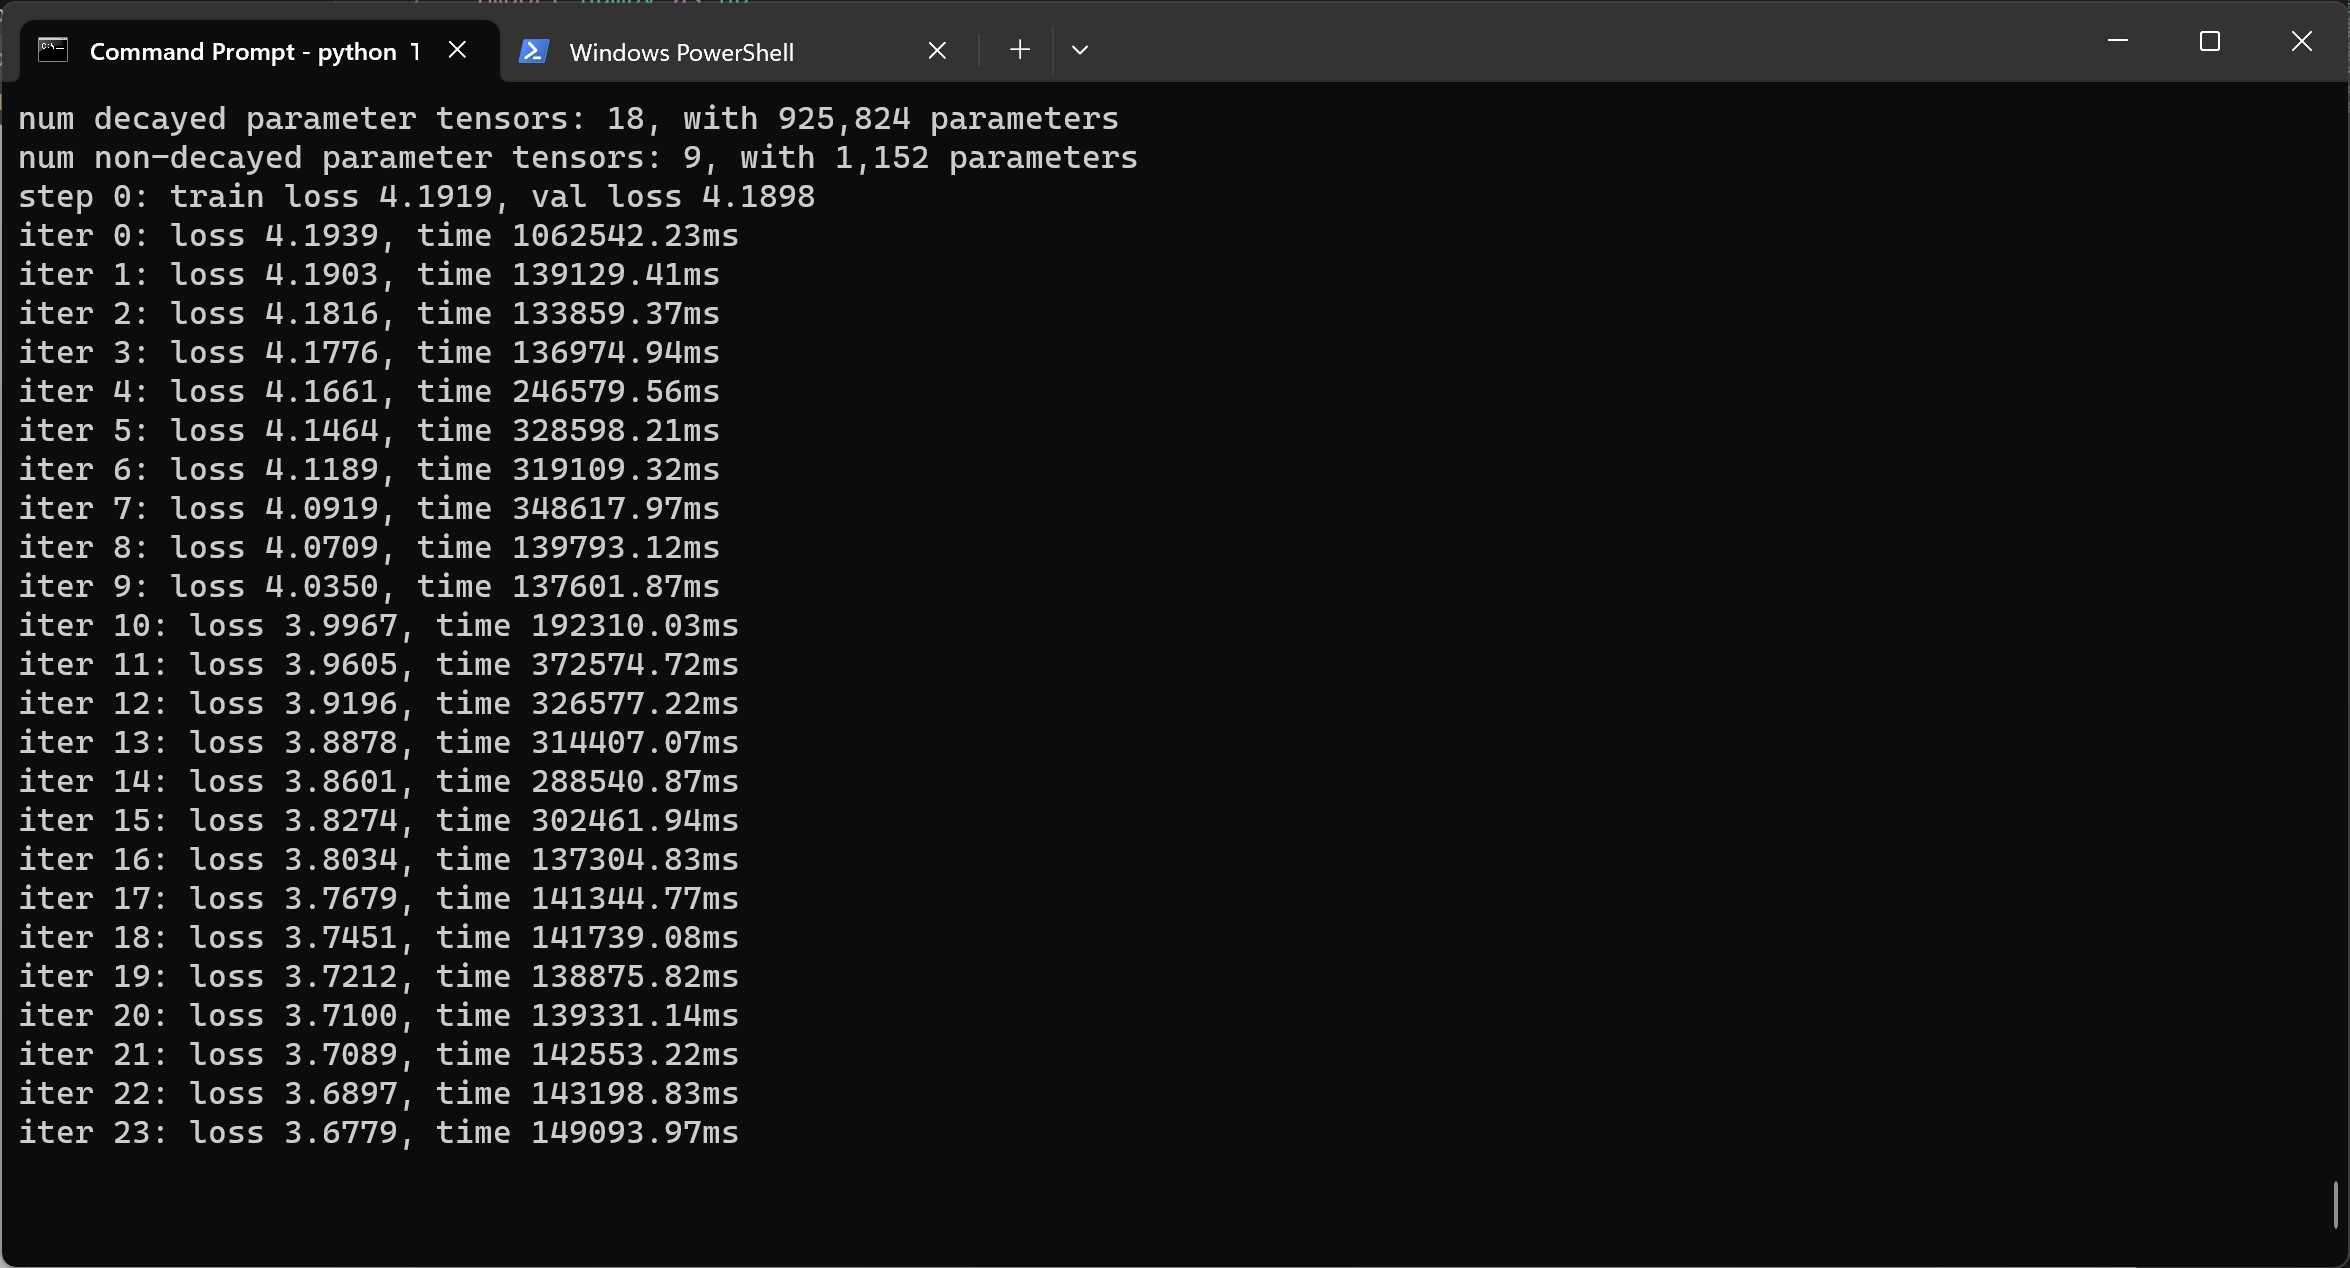 Command Prompt - python
Windows PowerShell
num decayed parameter tensors: 18, with 925,824 parameters
num non-decayed parameter tensors: 9, with 1,152 parameters
step 0: train loss 4.1919, val loss 4.1898
iter 0: loss 4.1939, time 1062542.23ms
iter 1: loss 4.1903, time 139129.41ms
iter 2: loss 4.1816, time 133859.37ms
iter 3: loss 4.1776, time 136974.94ms
iter 4: loss 4.1661, time 246579.56ms
iter 5: loss 4.1464, time 328598.21ms
iter 6: loss 4.1189, time 319109.32ms
iter 7: loss 4.0919, time 348617.97ms
iter 8: loss 4.0709, time 139793.12ms
iter 9: loss 4.0350, time 137601.87ms
iter 10: loss 3.9967, time 192310.03ms
iter 11: loss 3.9605, time 372574.72ms
iter 12: loss 3.9196, time 326577.22ms
iter 13: loss 3.8878, time 314407.07ms
iter 14: loss 3.8601, time 288540.87ms
iter 15: loss 3.8274, time 302461.94ms
iter 16: loss 3.8034, time 137304.83ms
iter 17: loss 3.7679, time 141344.77ms
iter 18: loss 3.7451, time 141739.08ms
iter 19: loss 3.7212, time 138875.82ms
iter 20: loss 3.7100, time 139331.14ms
iter 21: loss 3.7089, time 142553.22ms
iter 22: loss 3.6897, time 143198.83ms
iter 23: loss 3.6779, time 149093.97ms